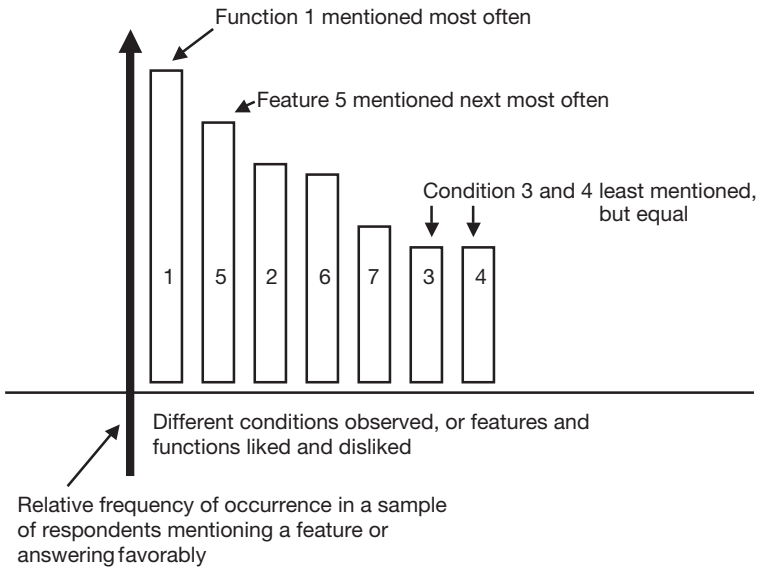 Function 1 mentioned most often
Feature 5 mentioned next most often
Condition 3 and 4 least mentioned,
but equal
1
5
2
6
7
3
4
Different conditions observed, or features and
functions liked and disliked
Relative frequency of occurrence in a sample
of respondents mentioning a feature or
answering favorably